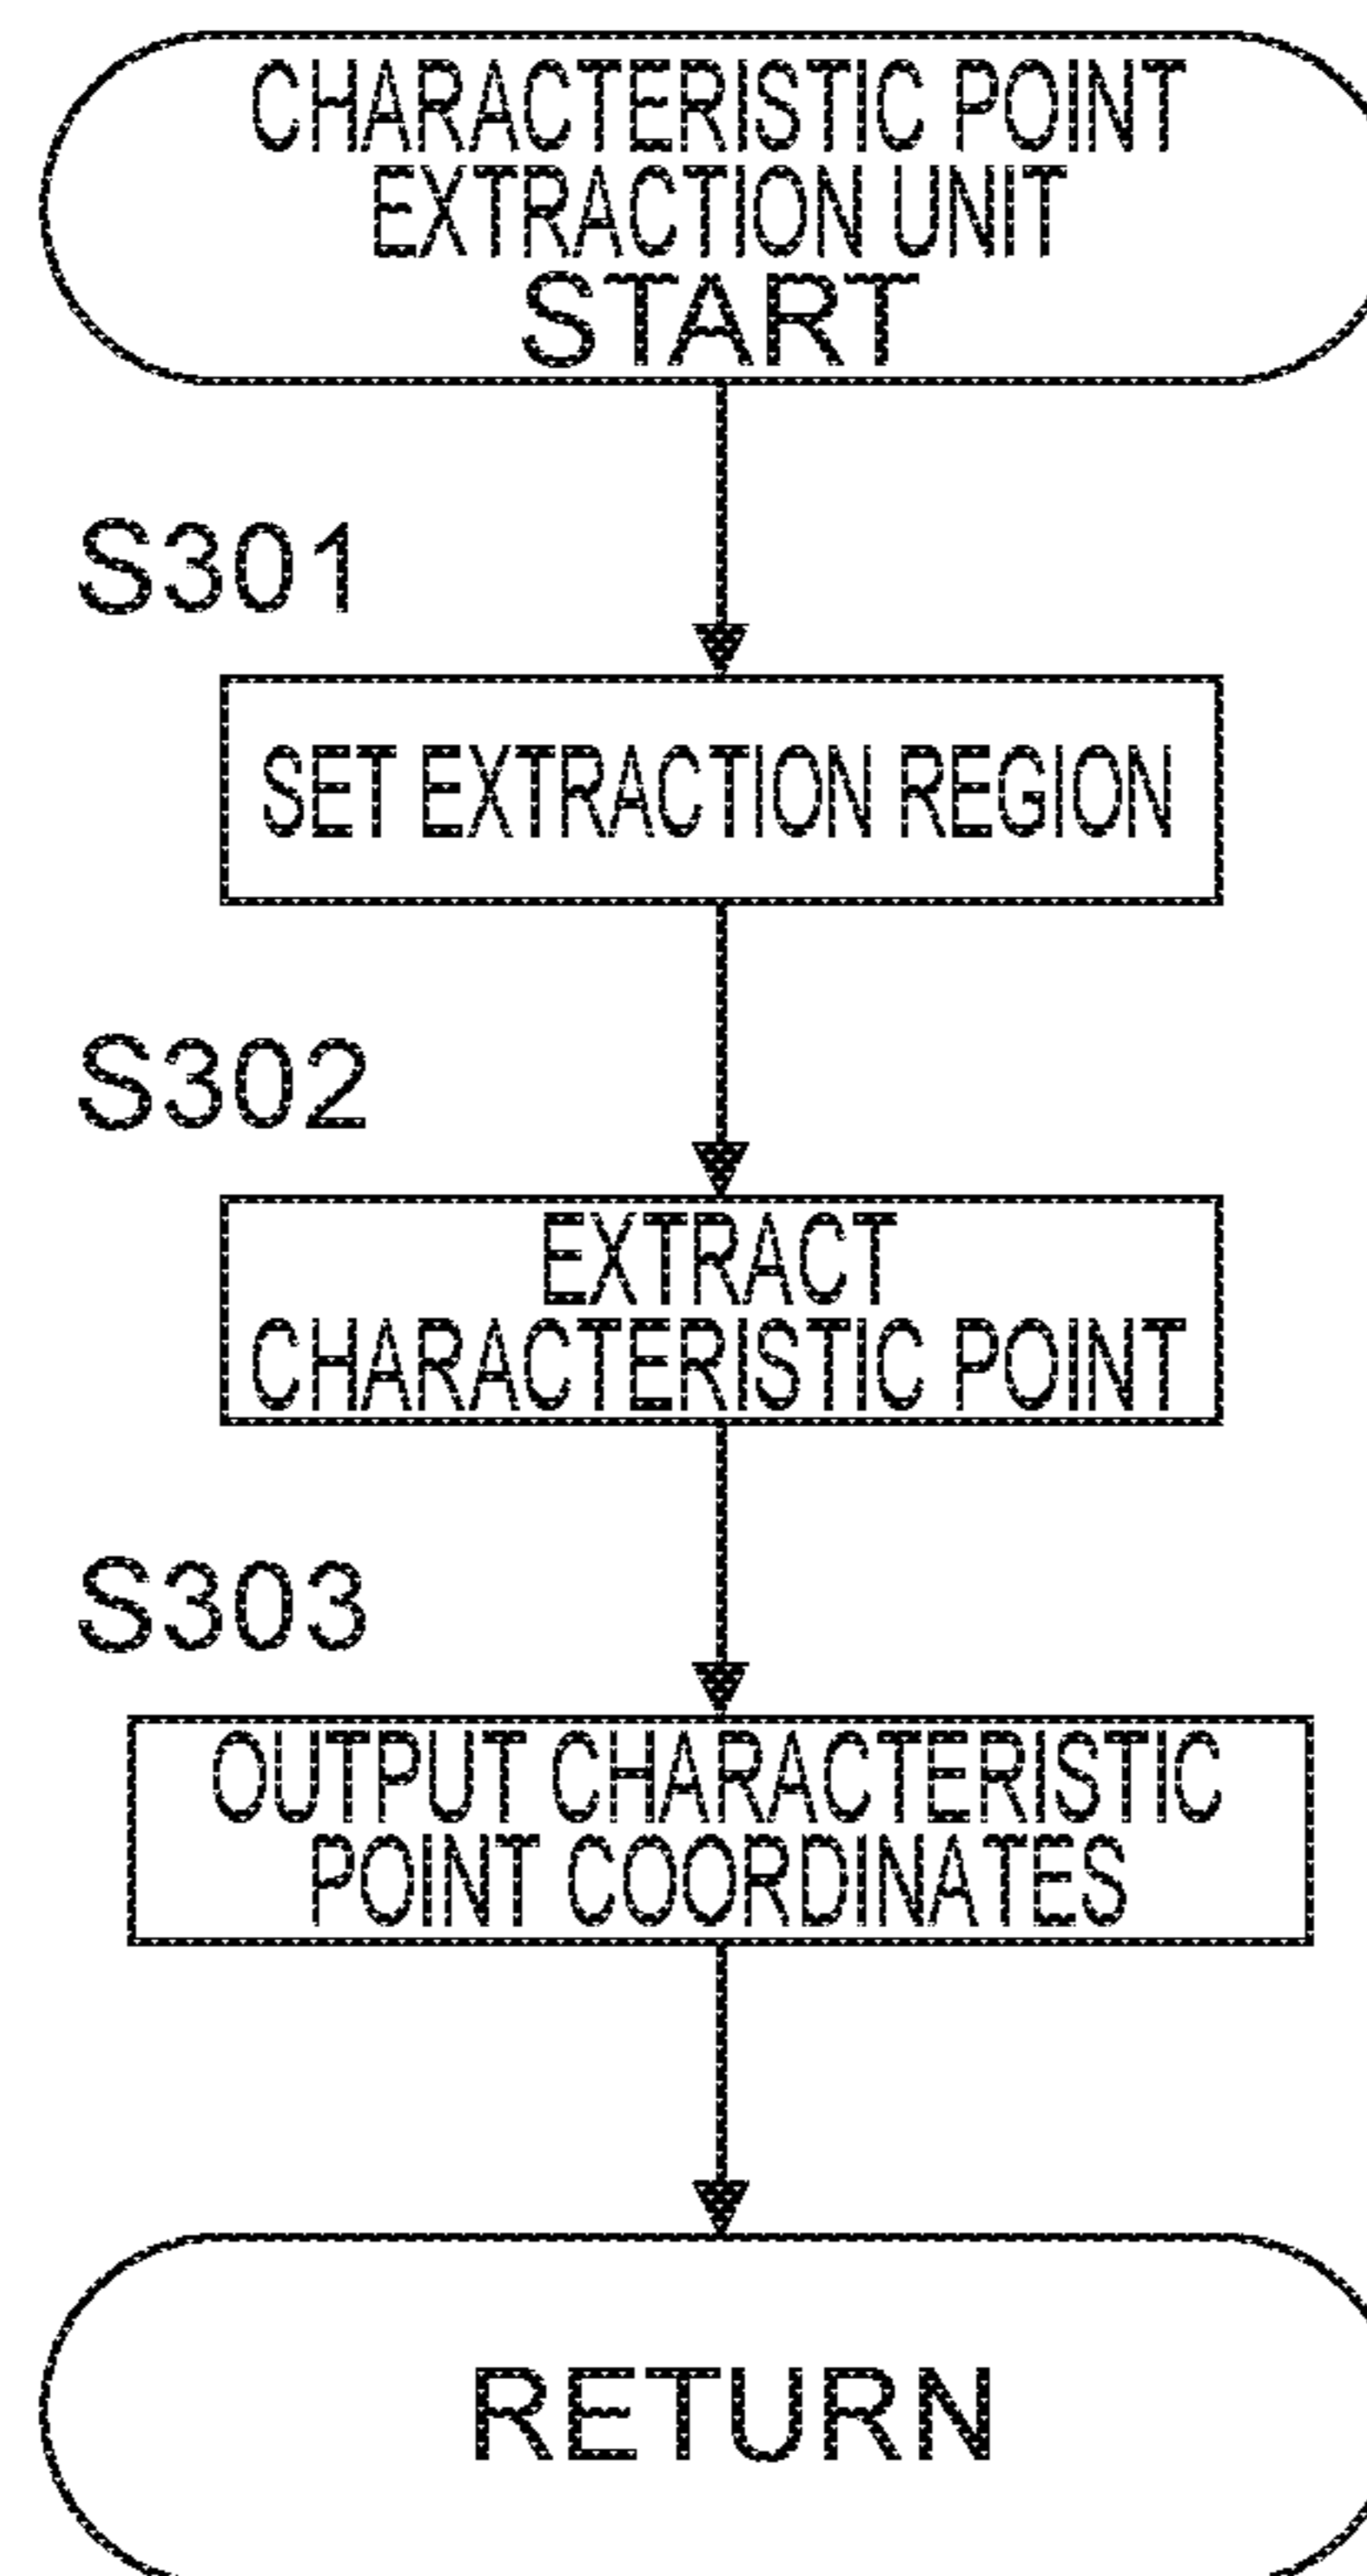 CHARACTERISTIC POINT
EXTRACTION UNIT
START
S301
SET EXTRACTION REGION
S302
EXTRACT
CHARACTERISTIC POINT
S303
OUTPUT CHARACTERISTIC
POINT COORDINATES
RETURN